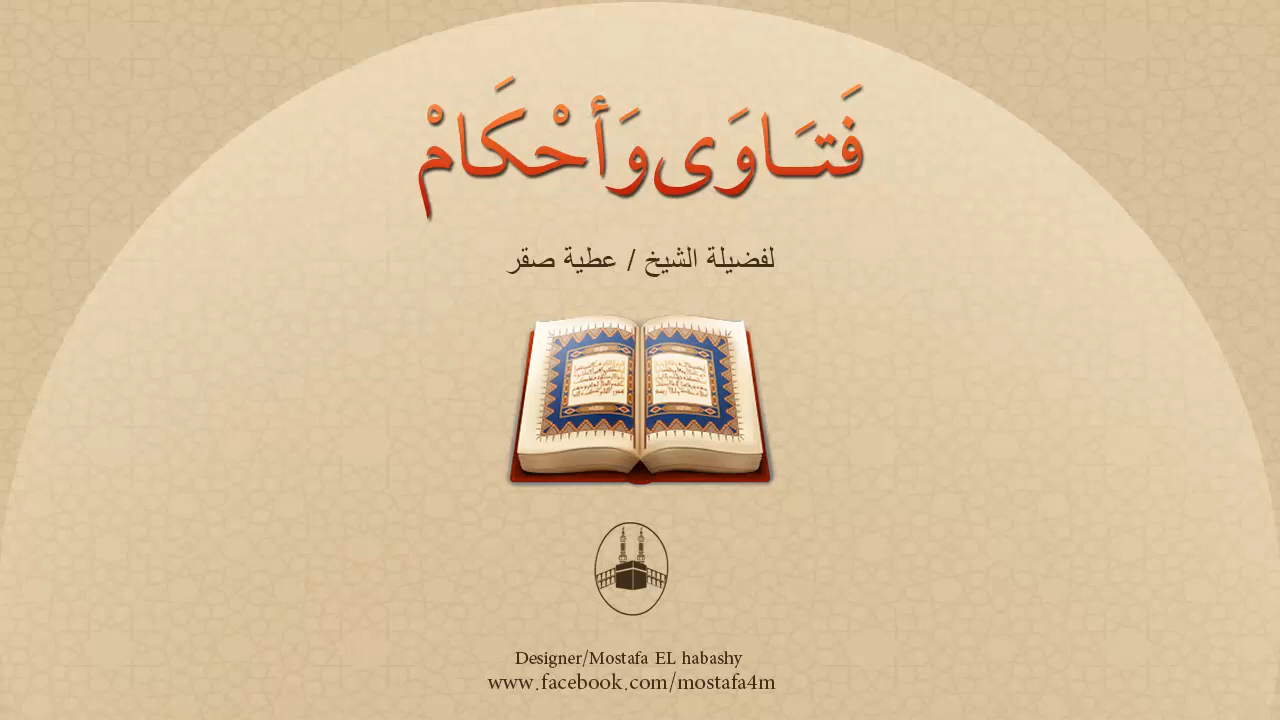 فَتَاوَى وَأَحْكَامْ
لفضيلة الشيخ / عطية صقر
Designer/Mostafa EL habashy
www.facebook.com/mostafa4m